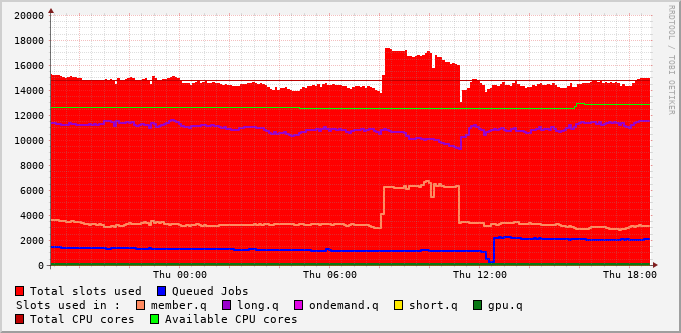 RRDTOOL / TOBI OETIKER
20000
18000
16000
14000
12000
10000
8000
6000
4000
2000
0
Thu 00:00 Thu 06:00 Thu 12:00 Thu 18:00
Total slots used Queued Jobs
Slots used in : member.q long.q ondemand.q short.q gpu.q
Total CPU cores Available CPU cores